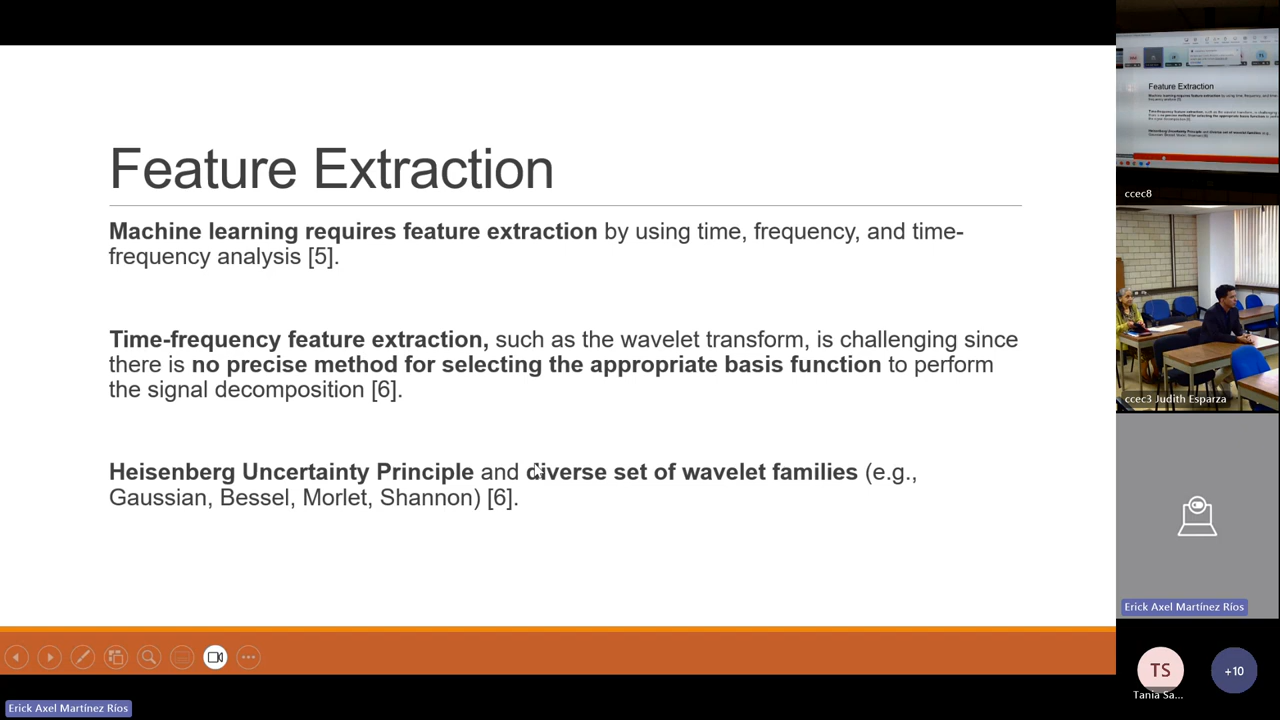 Feature Extraction
Machine learning requires feature extraction by using time, frequency, and time-
frequency analysis [5].
Time-frequency feature extraction, such as the wavelet transform, is challenging since
there is no precise method for selecting the appropriate basis function to perform
the signal decomposition [6].
Heisenberg Uncertainty Principle and diverse set of wavelet families (e.g.,
Gaussian, Bessel, Morlet, Shannon) [6].
Erick Axel Martínez Ríos
Feature Extraction
ccec8
ccec3 Judith Esparza
Erick Axel Martínez Ríos
TS
Tania Sa...
+10